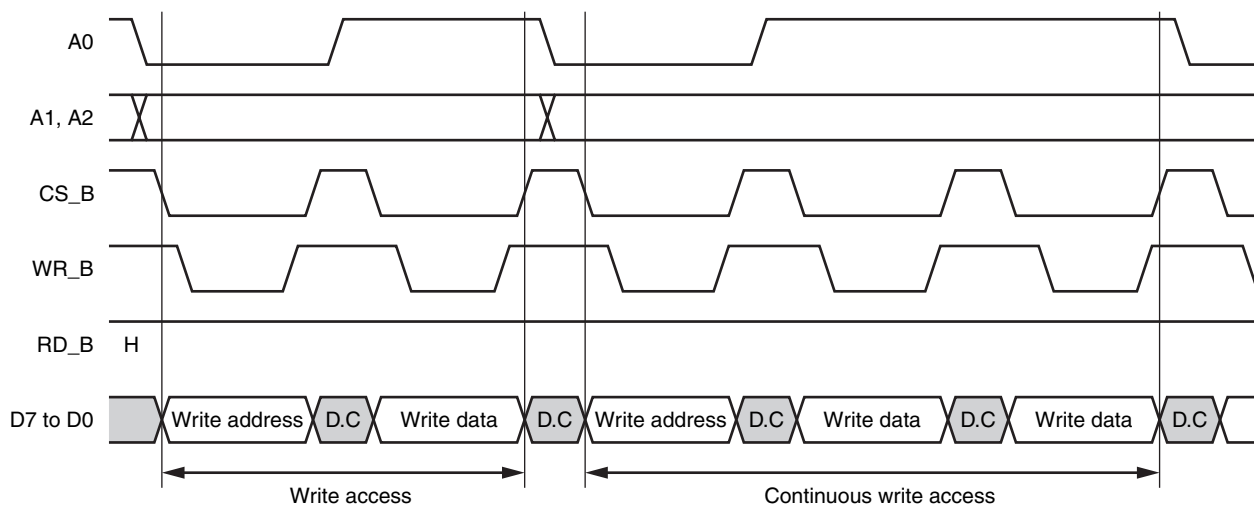 A0
A1, A2
CS_B
WR_B
RD_B H
D7 to D0 Write address D.C Write data D.C Write address D.C Write data D.C Write data D.C
Write access Continuous write access